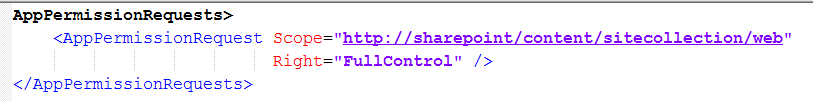 AppPermissionRequests>
<AppPermissionRequest Scope="http://sharepoint/content/sitecollection/web"
Right="FullControl" />
</AppPermissionRequests>